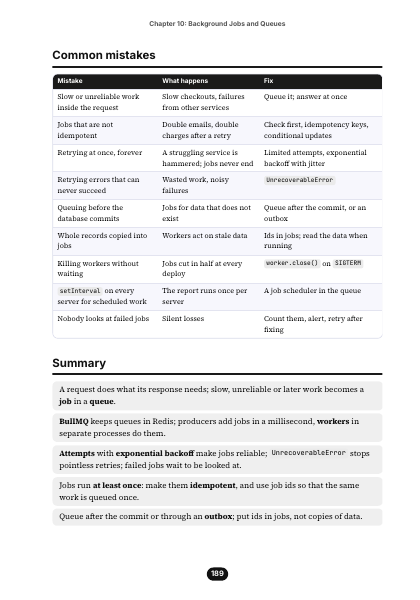 Chapter 10: Background Jobs and Queues
Common mistakes
Mistake What happens Fix
Slow or unreliable work Slow checkouts, failures Queue it; answer at once
inside the request from other services
Jobs that are not Double emails, double Check first, idempotency keys,
idempotent charges after a retry conditional updates
Retrying at once, forever A struggling service is Limited attempts, exponential
hammered; jobs never end backoff with jitter
Retrying errors that can Wasted work, noisy UnrecoverableError
never succeed failures
Queuing before the Jobs for data that does not Queue after the commit, or an
database commits exist outbox
Whole records copied into Workers act on stale data Ids in jobs; read the data when
jobs running
Killing workers without Jobs cut in half at every worker.close() on SIGTERM
waiting deploy
setInterval on every The report runs once per A job scheduler in the queue
server for scheduled work server
Nobody looks at failed jobs Silent losses Count them, alert, retry after
fixing
Summary
A request does what its response needs; slow, unreliable or later work becomes a
job in a queue.
BullMQ keeps queues in Redis; producers add jobs in a millisecond, workers in
separate processes do them.
Attempts with exponential backoff make jobs reliable; UnrecoverableError stops
pointless retries; failed jobs wait to be looked at.
Jobs run at least once: make them idempotent, and use job ids so that the same
work is queued once.
Queue after the commit or through an outbox; put ids in jobs, not copies of data.
189